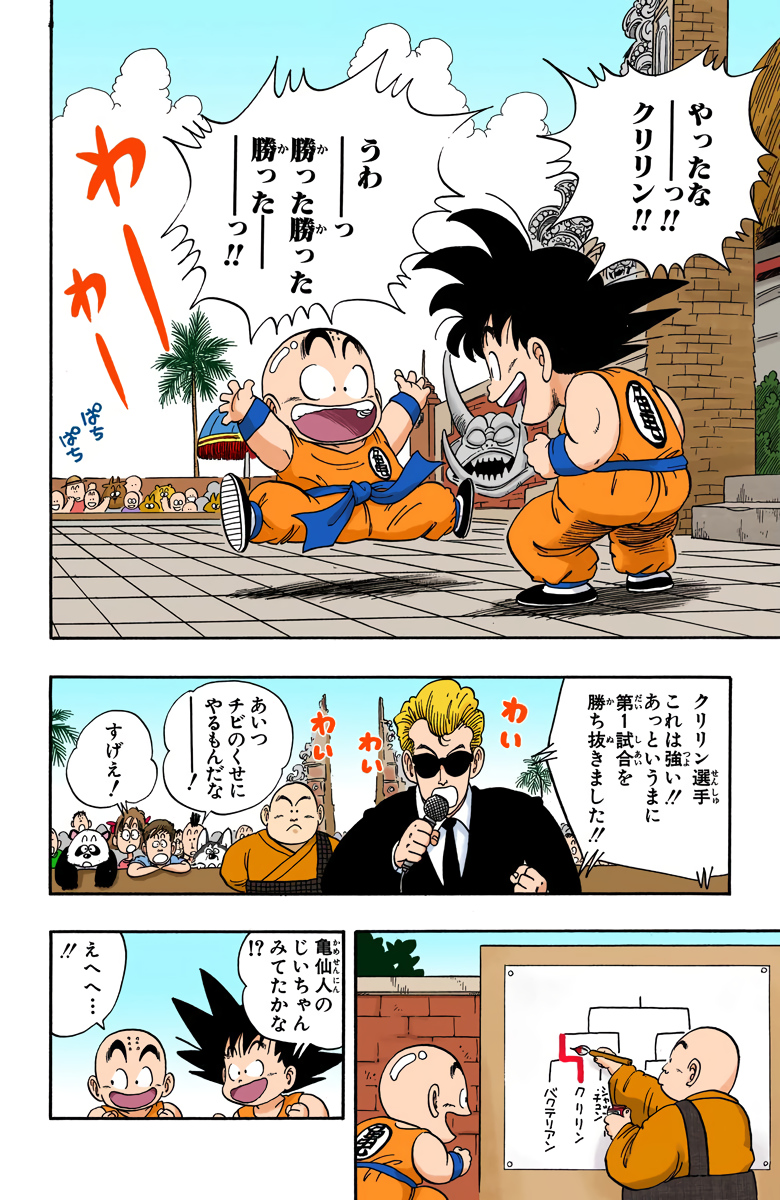 やったな
――っ!!
クリリン!!
うわ
――っ
勝った勝った
勝った――
――っ!!
わー
わー
ぱち
ぱち
クリリン選手
これは強い!!
あっというまに
第1試合を
勝ち抜きました!!
わい
わい
わい
あいつ
チビのくせに
やるもんだな
――!
すげえ!
亀仙人の
じいちゃん
みてたかな
!?
えへへ…
!!
ジャッキー・チュン
クリリン
バクテリアン